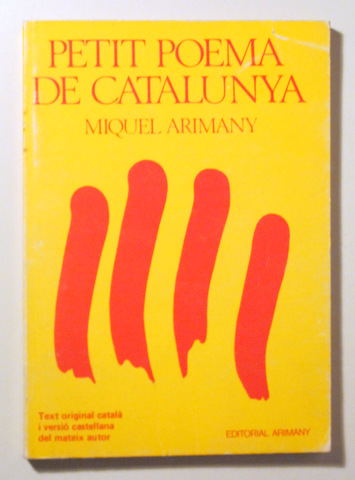 PETIT POEMA
DE CATALUNYA
MIQUEL ARIMANY
Text original català
i versió castellana
del mateix autor
EDITORIAL ARIMANY